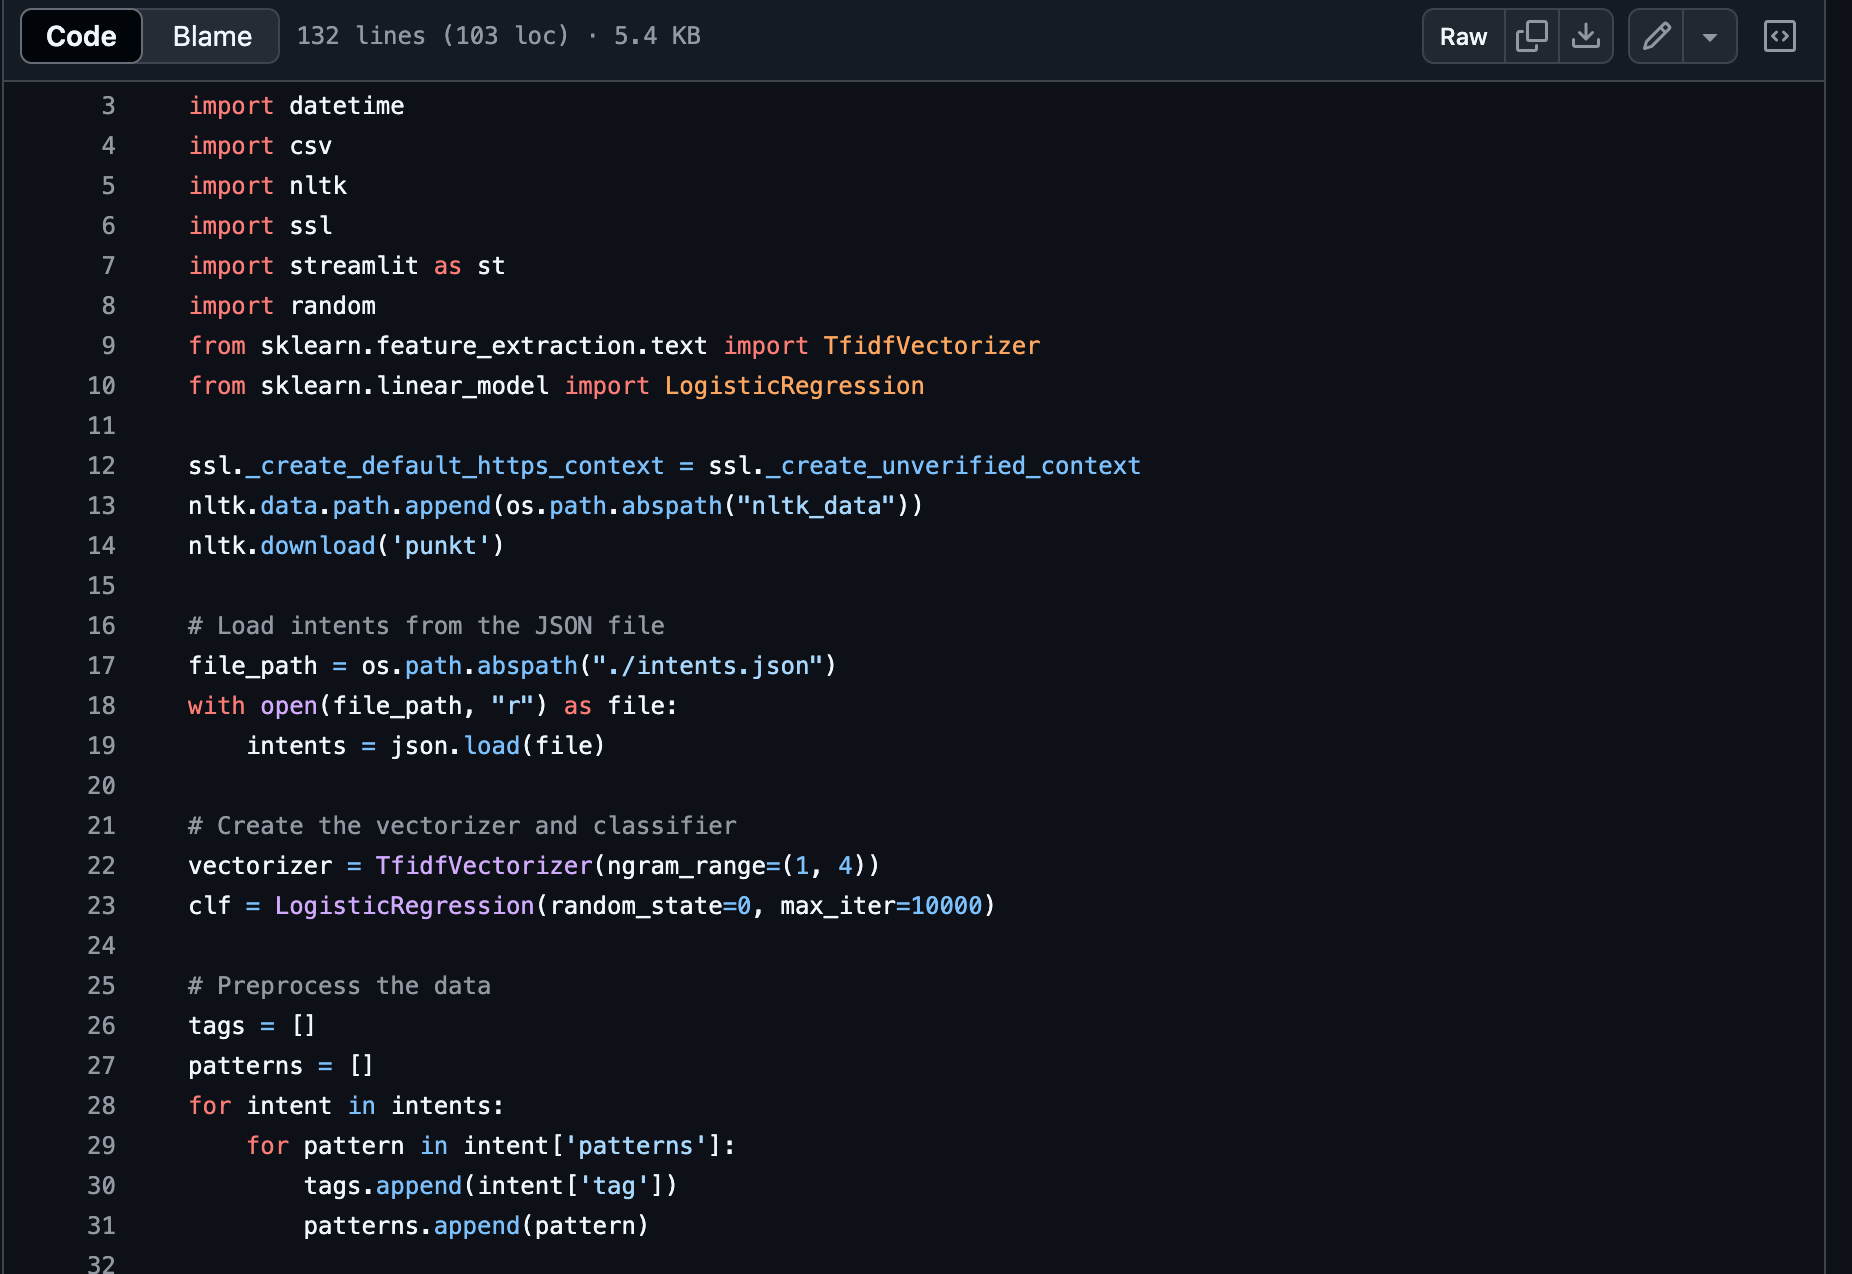 Code Blame 132 lines (103 loc) · 5.4 KB Raw
3 import datetime
4 import csv
5 import nltk
6 import ssl
7 import streamlit as st
8 import random
9 from sklearn.feature_extraction.text import TfidfVectorizer
10 from sklearn.linear_model import LogisticRegression
11
12 ssl._create_default_https_context = ssl._create_unverified_context
13 nltk.data.path.append(os.path.abspath("nltk_data"))
14 nltk.download('punkt')
15
16 # Load intents from the JSON file
17 file_path = os.path.abspath("./intents.json")
18 with open(file_path, "r") as file:
19     intents = json.load(file)
20
21 # Create the vectorizer and classifier
22 vectorizer = TfidfVectorizer(ngram_range=(1, 4))
23 clf = LogisticRegression(random_state=0, max_iter=10000)
24
25 # Preprocess the data
26 tags = []
27 patterns = []
28 for intent in intents:
29     for pattern in intent['patterns']:
30         tags.append(intent['tag'])
31         patterns.append(pattern)
32